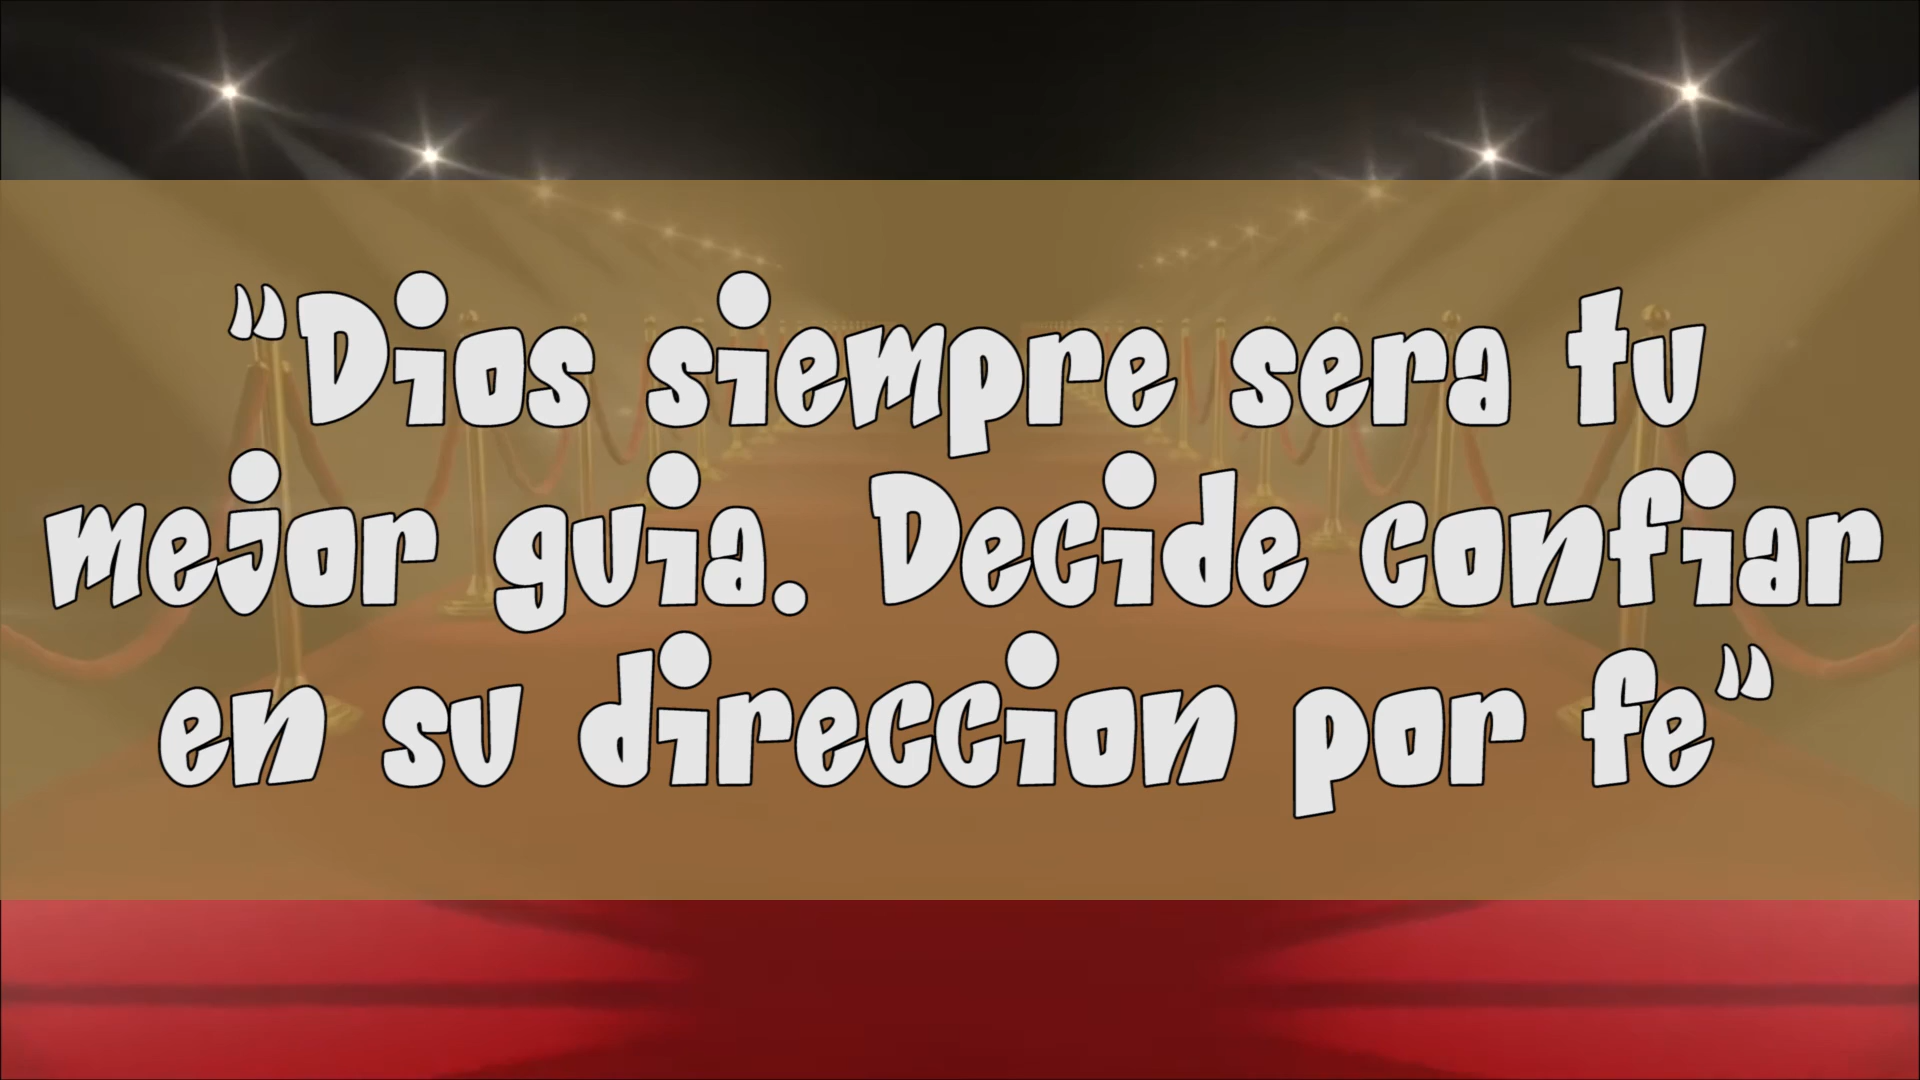 "Dios siempre sera tu
mejor guia. Decide confiar
en su direccion por fe"